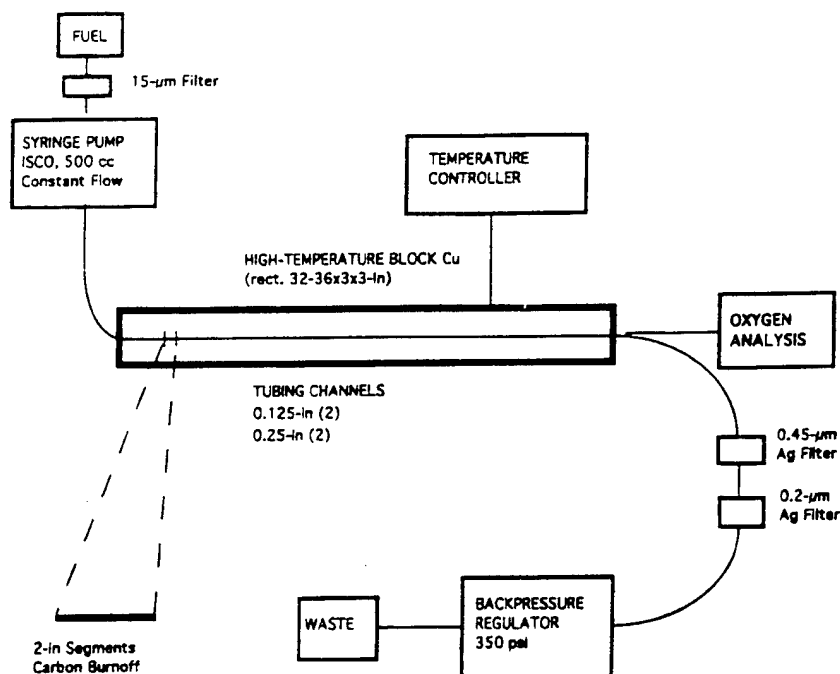 FUEL
15-µm Filter
SYRINGE PUMP
ISCO, 500 cc
Constant Flow
TEMPERATURE
CONTROLLER
HIGH-TEMPERATURE BLOCK Cu
(rect. 32-36x3x3-in)
OXYGEN
ANALYSIS
TUBING CHANNELS
0.125-in (2)
0.25-in (2)
0.45-µm
Ag Filter
0.2-µm
Ag Filter
WASTE
BACKPRESSURE
REGULATOR
350 psi
2-in Segments
Carbon Burnoff